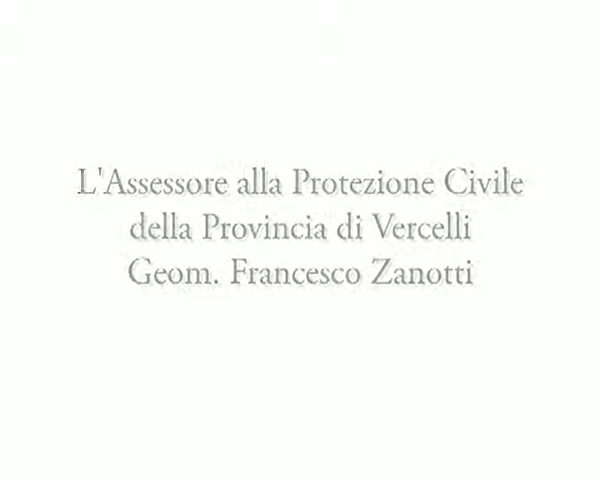 L'Assessore alla Protezione Civile
della Provincia di Vercelli
Geom. Francesco Zanotti